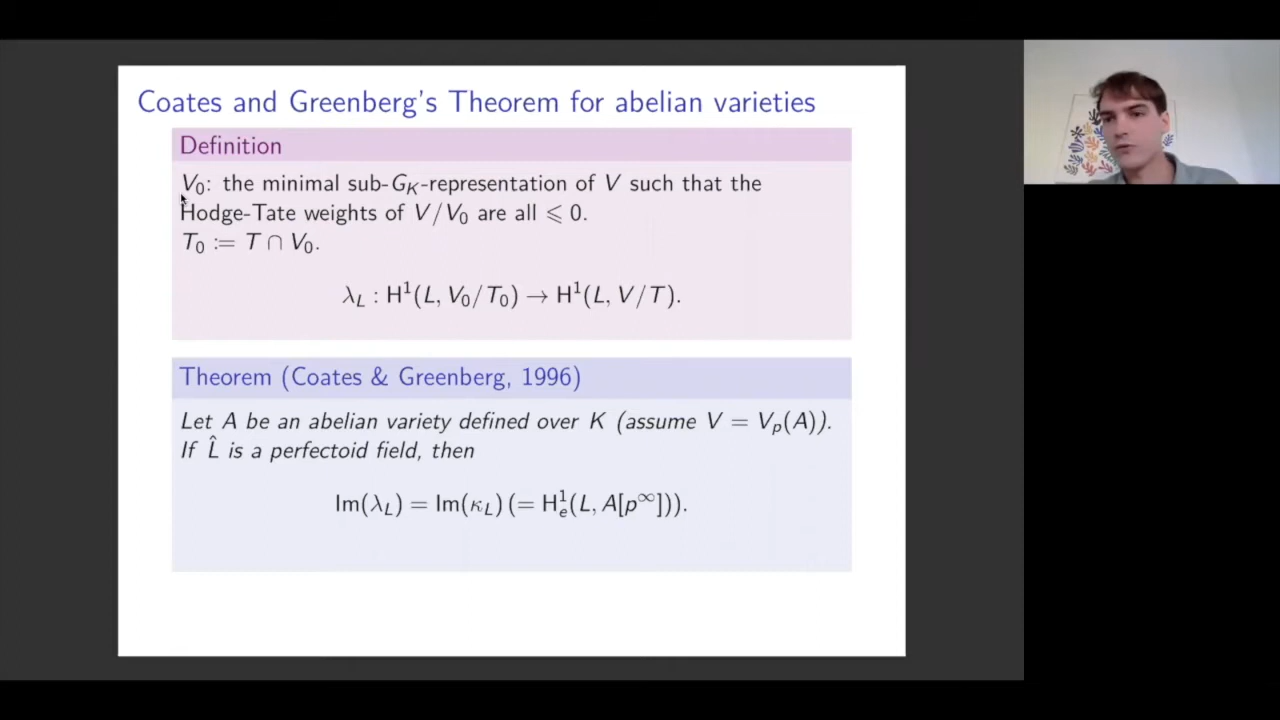 Coates and Greenberg's Theorem for abelian varieties
Definition
V₀: the minimal sub-G_K-representation of V such that the
Hodge-Tate weights of V/V₀ are all ⩽ 0.
T₀ := T ∩ V₀.
λ_L : H¹(L, V₀/T₀) → H¹(L, V/T).
Theorem (Coates & Greenberg, 1996)
Let A be an abelian variety defined over K (assume V = V_p(A)).
If L̂ is a perfectoid field, then
Im(λ_L) = Im(κ_L) (= H¹_e(L, A[p^∞])).